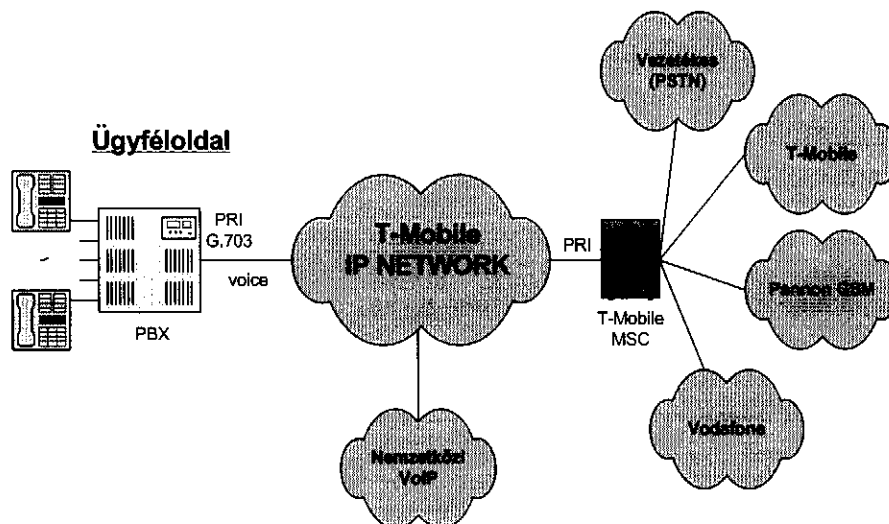 Vezetékes
(PSTN)
Ügyféloldal
T-Mobile
PRI
G.703
T-Mobile
IP NETWORK
PRI
voice
Pannon GSM
PBX
T-Mobile
MSC
Vodafone
Nemzetközi
VoIP